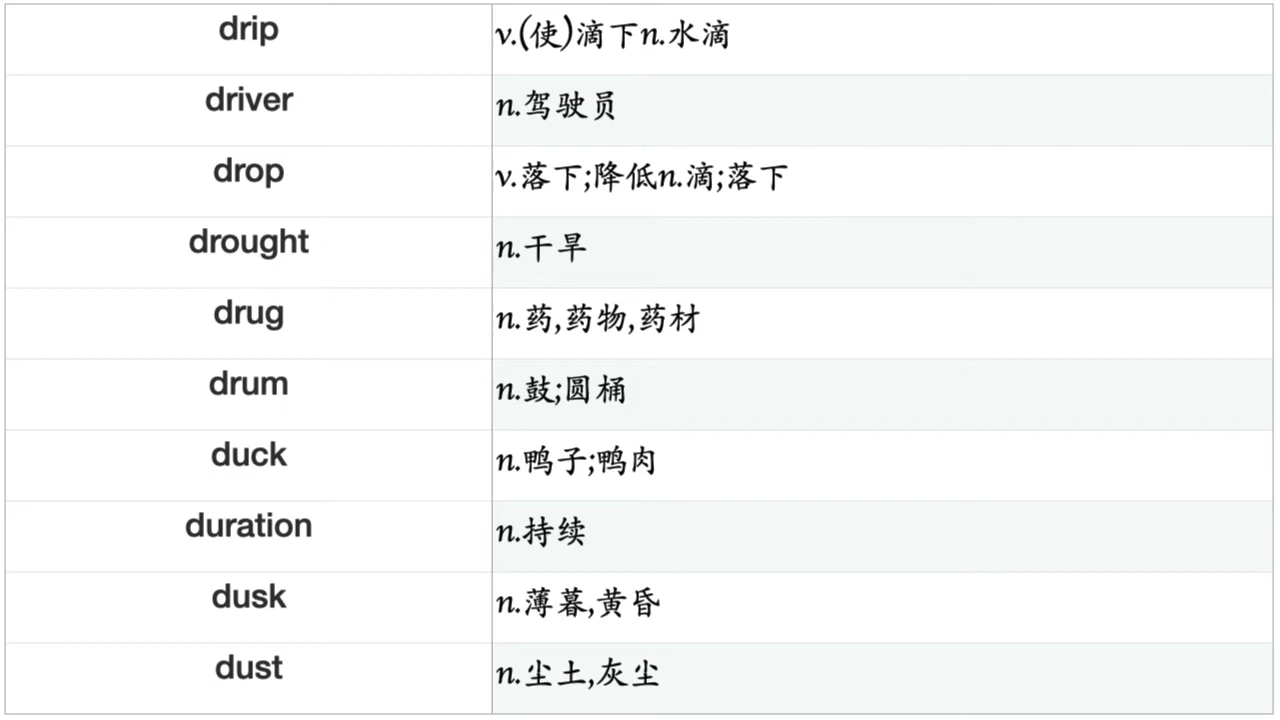 drip v.(使)滴下n.水滴
driver n.驾驶员
drop v.落下;降低n.滴;落下
drought n.干旱
drug n.药,药物,药材
drum n.鼓;圆桶
duck n.鸭子;鸭肉
duration n.持续
dusk n.薄暮,黄昏
dust n.尘土,灰尘